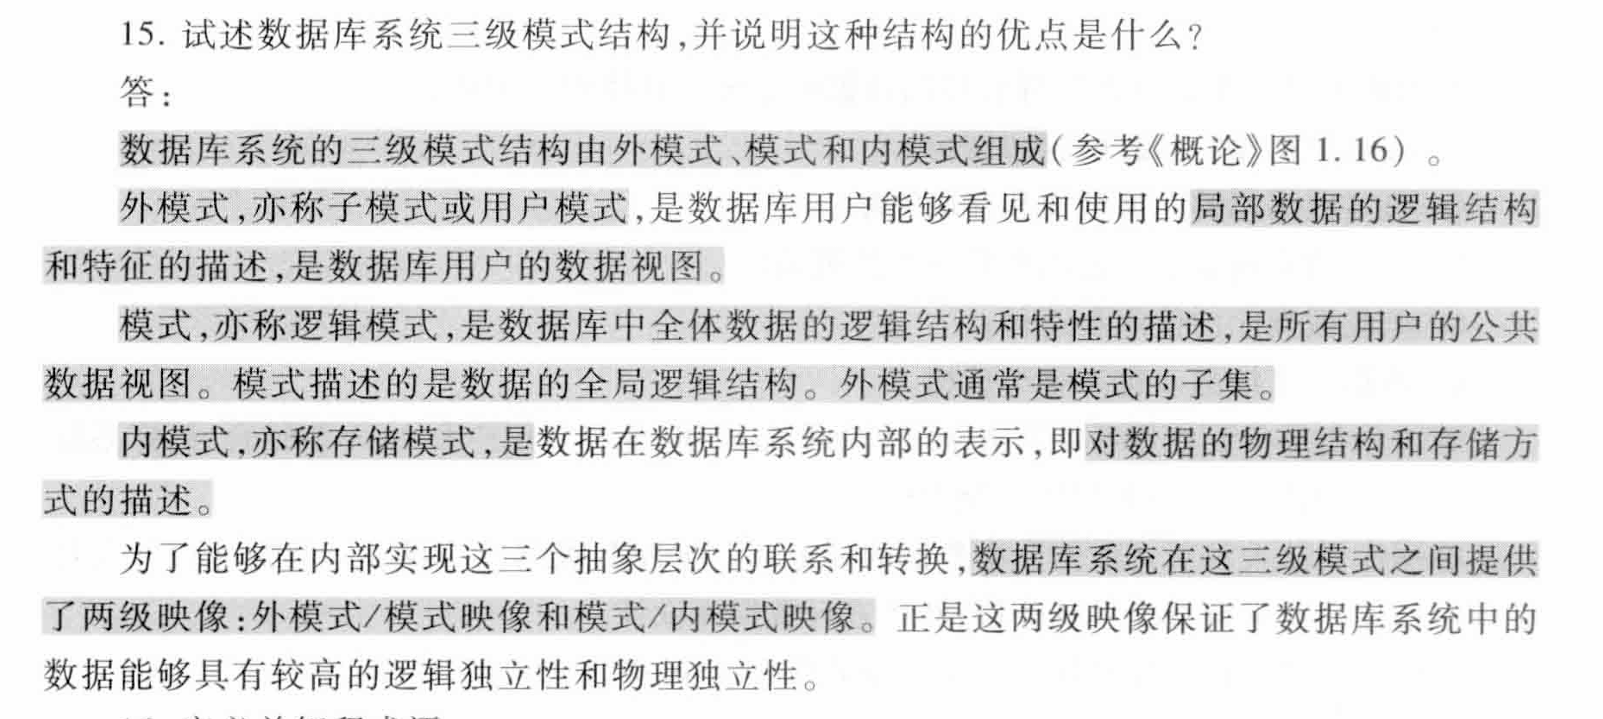 15. 试述数据库系统三级模式结构,并说明这种结构的优点是什么?
答:
数据库系统的三级模式结构由外模式、模式和内模式组成(参考《概论》图 1.16) 。
外模式,亦称子模式或用户模式,是数据库用户能够看见和使用的局部数据的逻辑结构
和特征的描述,是数据库用户的数据视图。
模式,亦称逻辑模式,是数据库中全体数据的逻辑结构和特性的描述,是所有用户的公共
数据视图。模式描述的是数据的全局逻辑结构。外模式通常是模式的子集。
内模式,亦称存储模式,是数据在数据库系统内部的表示,即对数据的物理结构和存储方
式的描述。
为了能够在内部实现这三个抽象层次的联系和转换,数据库系统在这三级模式之间提供
了两级映像:外模式/模式映像和模式/内模式映像。正是这两级映像保证了数据库系统中的
数据能够具有较高的逻辑独立性和物理独立性。